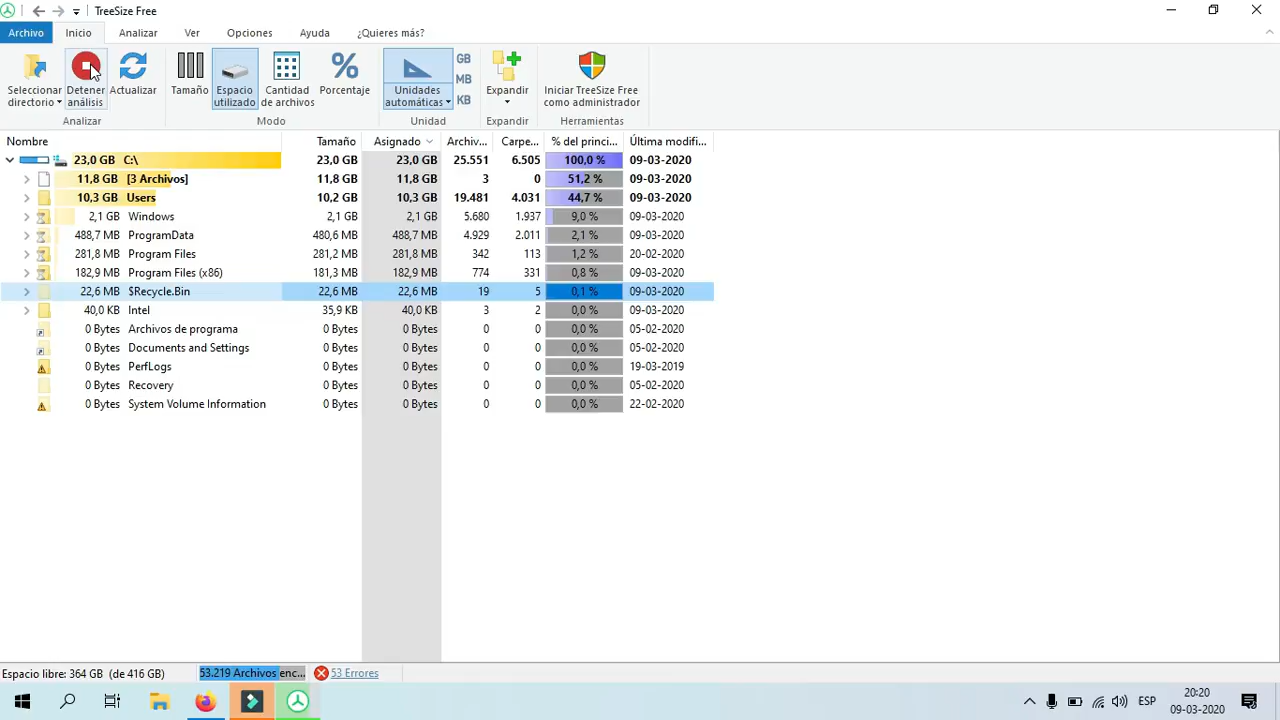 TreeSize Free
Archivo Inicio Analizar Ver Opciones Ayuda ¿Quieres más?
Seleccionar directorio Detener análisis Actualizar Tamaño Espacio utilizado Cantidad de archivos Porcentaje Unidades automáticas GB MB KB Expandir Iniciar TreeSize Free como administrador
Analizar Modo Unidad Expandir Herramientas
Nombre Tamaño Asignado Archiv... Carpe... % del princi... Última modifi...
23,0 GB C:\ 23,0 GB 23,0 GB 25.551 6.505 100,0 % 09-03-2020
11,8 GB [3 Archivos] 11,8 GB 11,8 GB 3 0 51,2 % 09-03-2020
10,3 GB Users 10,2 GB 10,3 GB 19.481 4.031 44,7 % 09-03-2020
2,1 GB Windows 2,1 GB 2,1 GB 5.680 1.937 9,0 % 09-03-2020
488,7 MB ProgramData 480,6 MB 488,7 MB 4.929 2.011 2,1 % 09-03-2020
281,8 MB Program Files 281,2 MB 281,8 MB 342 113 1,2 % 20-02-2020
182,9 MB Program Files (x86) 181,3 MB 182,9 MB 774 331 0,8 % 09-03-2020
22,6 MB $Recycle.Bin 22,6 MB 22,6 MB 19 5 0,1 % 09-03-2020
40,0 KB Intel 35,9 KB 40,0 KB 3 2 0,0 % 09-03-2020
0 Bytes Archivos de programa 0 Bytes 0 Bytes 0 0 0,0 % 05-02-2020
0 Bytes Documents and Settings 0 Bytes 0 Bytes 0 0 0,0 % 05-02-2020
0 Bytes PerfLogs 0 Bytes 0 Bytes 0 0 0,0 % 19-03-2019
0 Bytes Recovery 0 Bytes 0 Bytes 0 0 0,0 % 05-02-2020
0 Bytes System Volume Information 0 Bytes 0 Bytes 0 0 0,0 % 22-02-2020
Espacio libre: 364 GB (de 416 GB) 53.219 Archivos enc... 53 Errores
ESP 20:20
09-03-2020